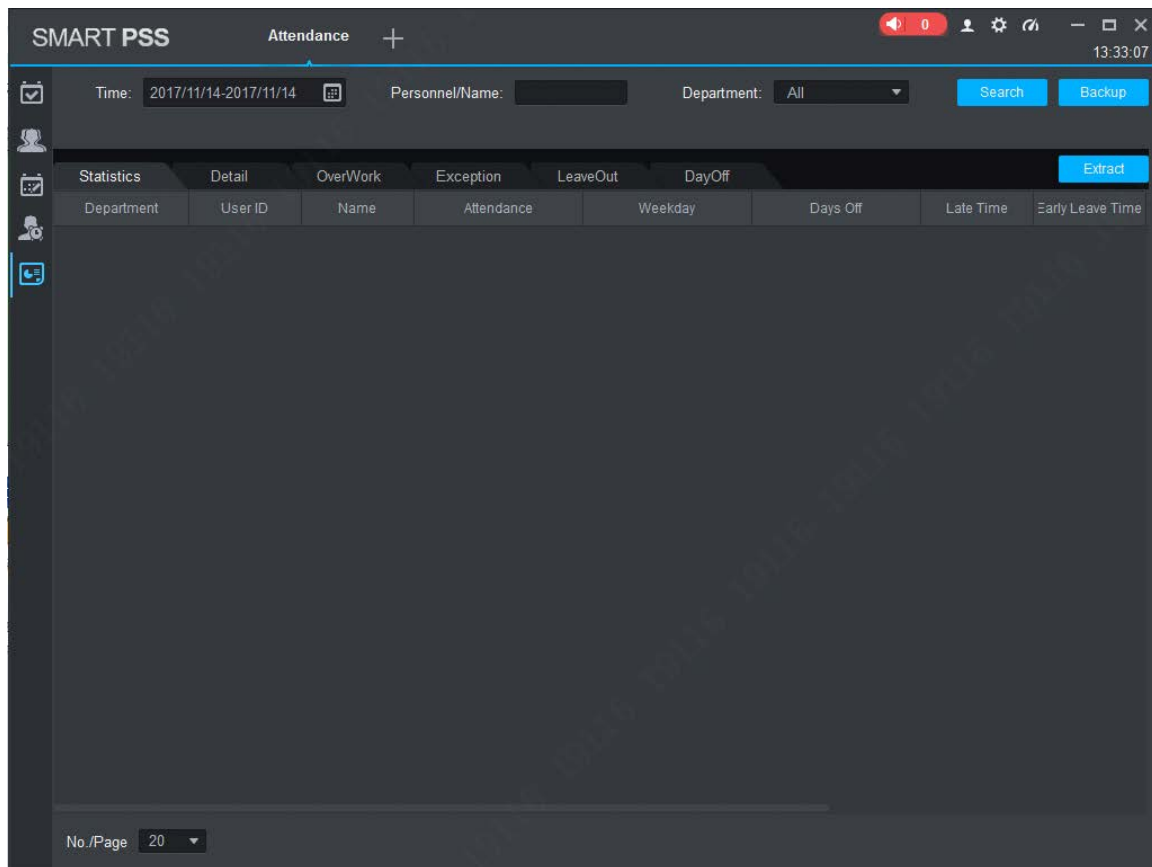 SMART PSS Attendance 0
13:33:07
Time: 2017/11/14-2017/11/14 Personnel/Name: Department: All Search Backup
Statistics Detail OverWork Exception LeaveOut DayOff Extract
Department User ID Name Attendance Weekday Days Off Late Time Early Leave Time
No./Page 20